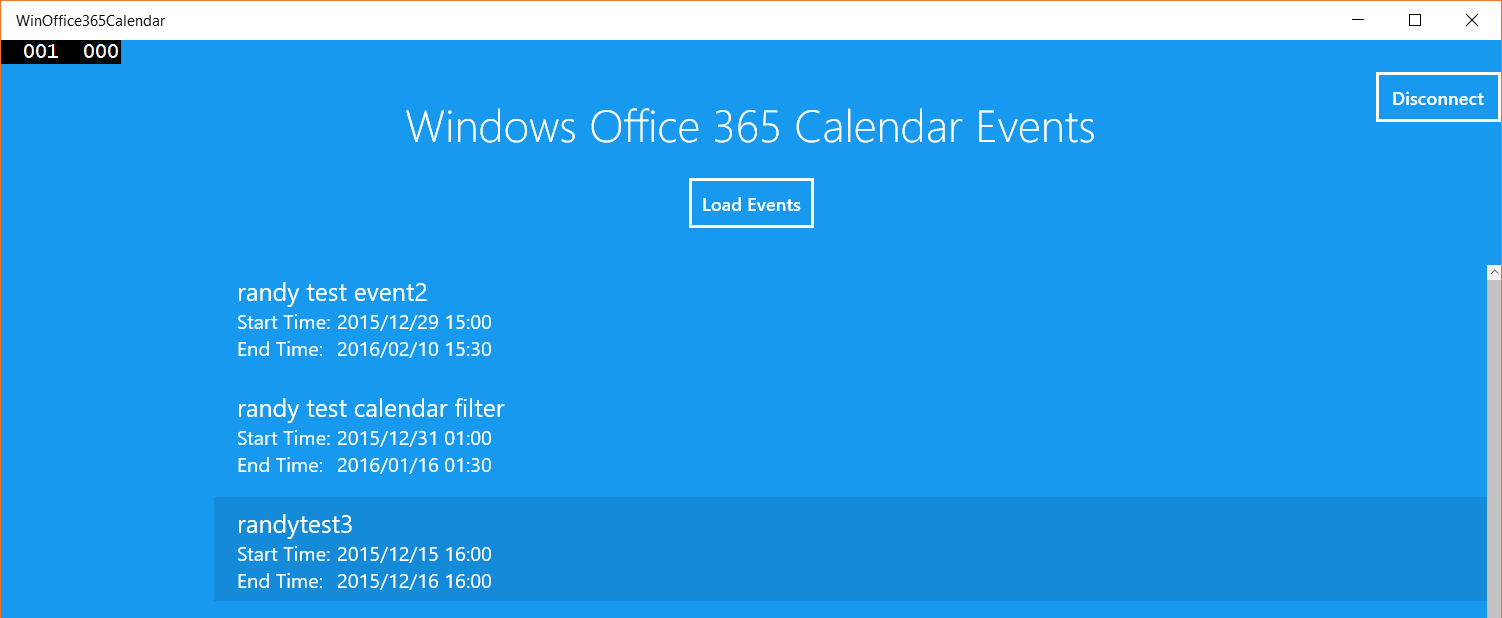 WinOffice365Calendar
001 000
Disconnect
Windows Office 365 Calendar Events
Load Events
randy test event2
Start Time: 2015/12/29 15:00
End Time: 2016/02/10 15:30
randy test calendar filter
Start Time: 2015/12/31 01:00
End Time: 2016/01/16 01:30
randytest3
Start Time: 2015/12/15 16:00
End Time: 2015/12/16 16:00